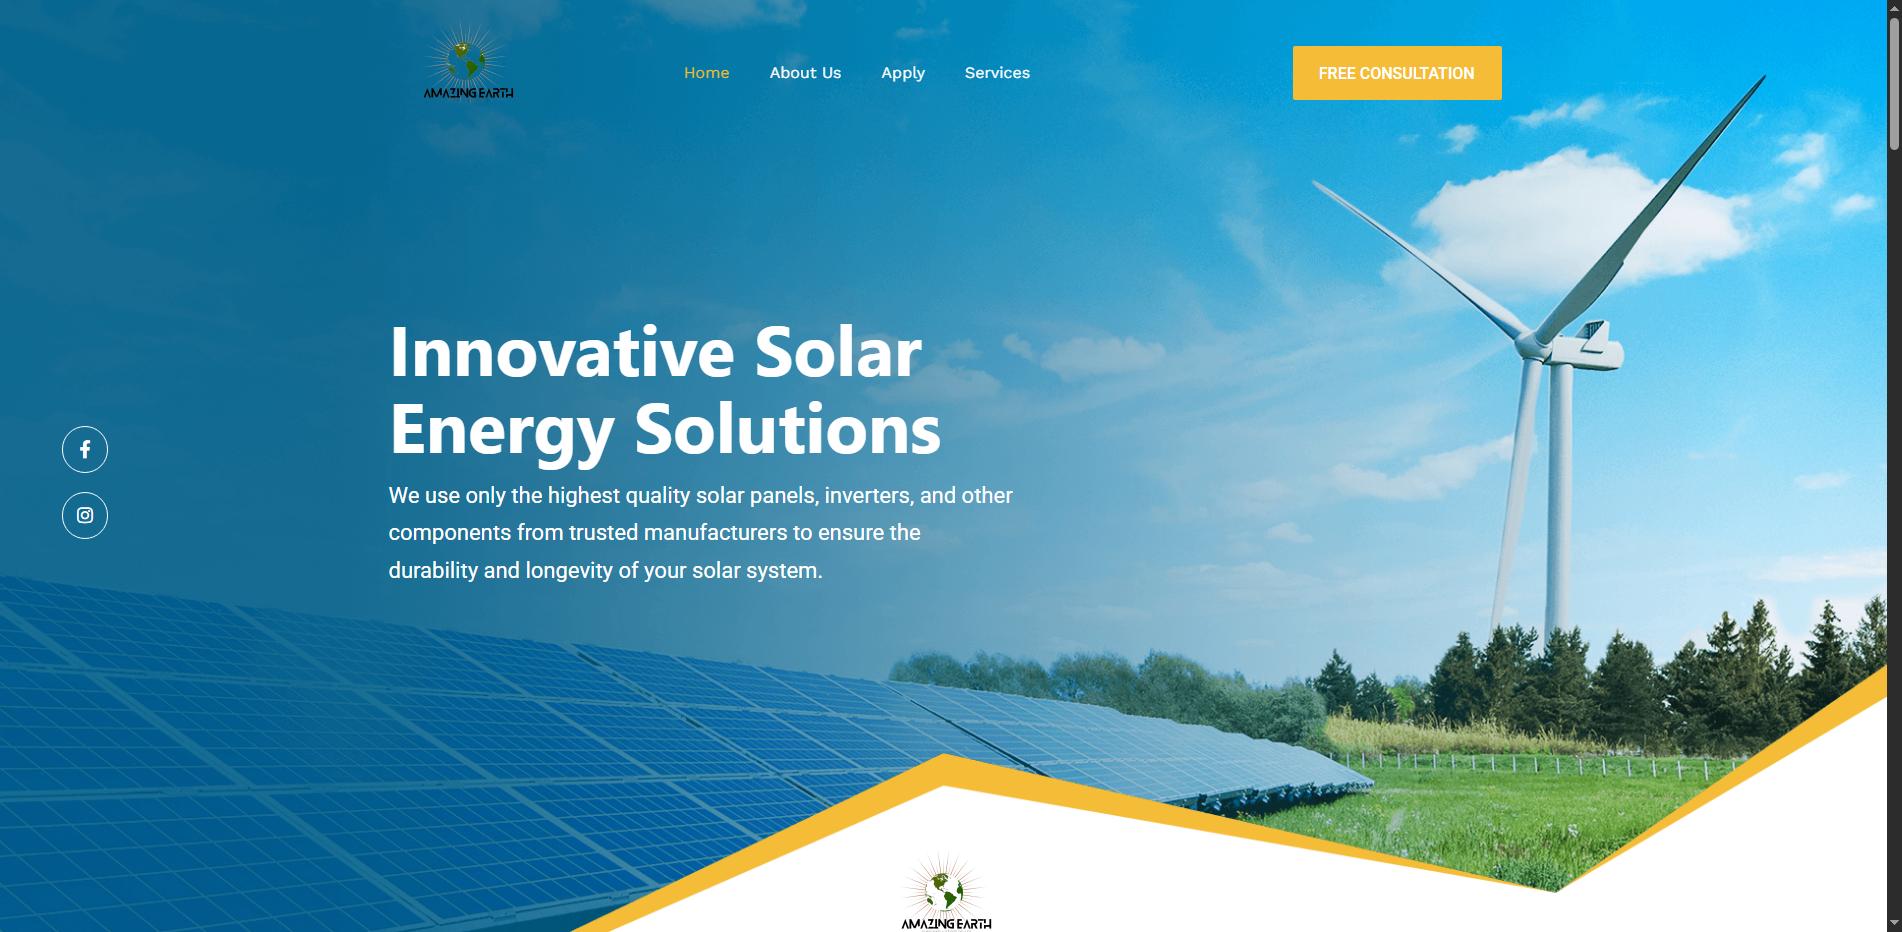 AMAZING EARTH
Home
About Us
Apply
Services
FREE CONSULTATION
Innovative Solar
Energy Solutions
We use only the highest quality solar panels, inverters, and other
components from trusted manufacturers to ensure the
durability and longevity of your solar system.
AMAZING EARTH